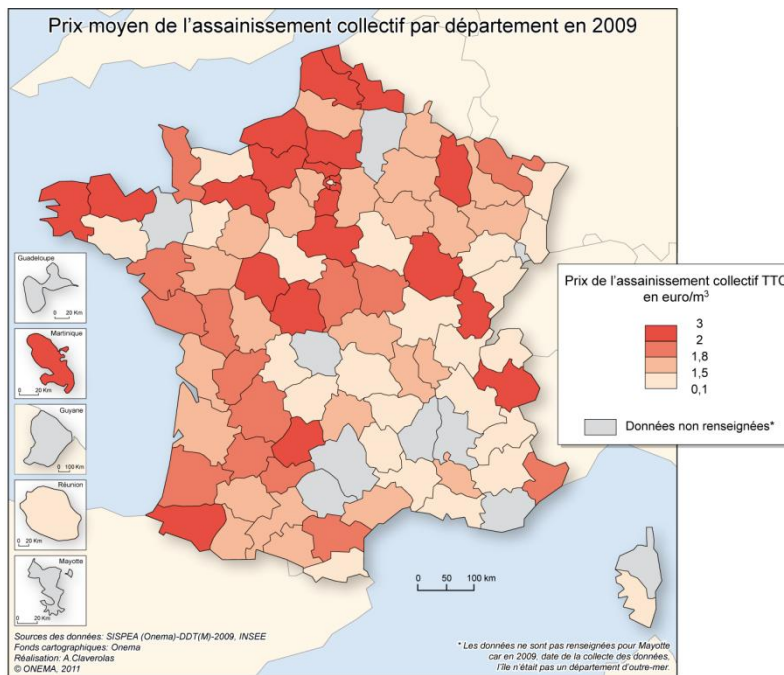 Prix moyen de l'assainissement collectif par département en 2009
Guadeloupe
0 20 Km
Martinique
0 20 Km
Guyane
0 100 Km
Réunion
0 20 Km
Mayotte
0 20 Km
Prix de l'assainissement collectif TTC
en euro/m³
3
2
1,8
1,5
0,1
Données non renseignées*
0 50 100 km
Sources des données: SISPEA (Onema)-DDT(M)-2009, INSEE
Fonds cartographiques: Onema
Réalisation: A.Claverolas
© ONEMA, 2011
* Les données ne sont pas renseignées pour Mayotte
car en 2009, date de la collecte des données,
l'île n'était pas un département d'outre-mer.